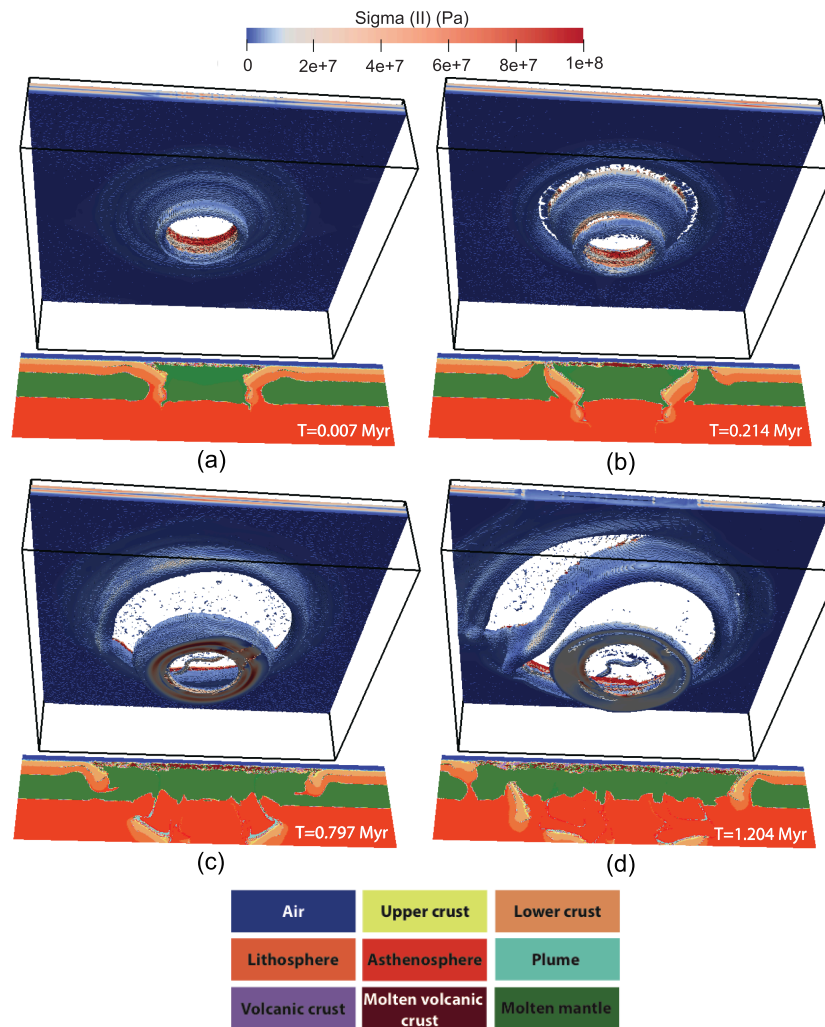 Sigma (II) (Pa)
0 2e+7 4e+7 6e+7 8e+7 1e+8
T=0.007 Myr
T=0.214 Myr
(a)
(b)
T=0.797 Myr
T=1.204 Myr
(c)
(d)
Air
Upper crust
Lower crust
Lithosphere
Asthenosphere
Plume
Volcanic crust
Molten volcanic
crust
Molten mantle